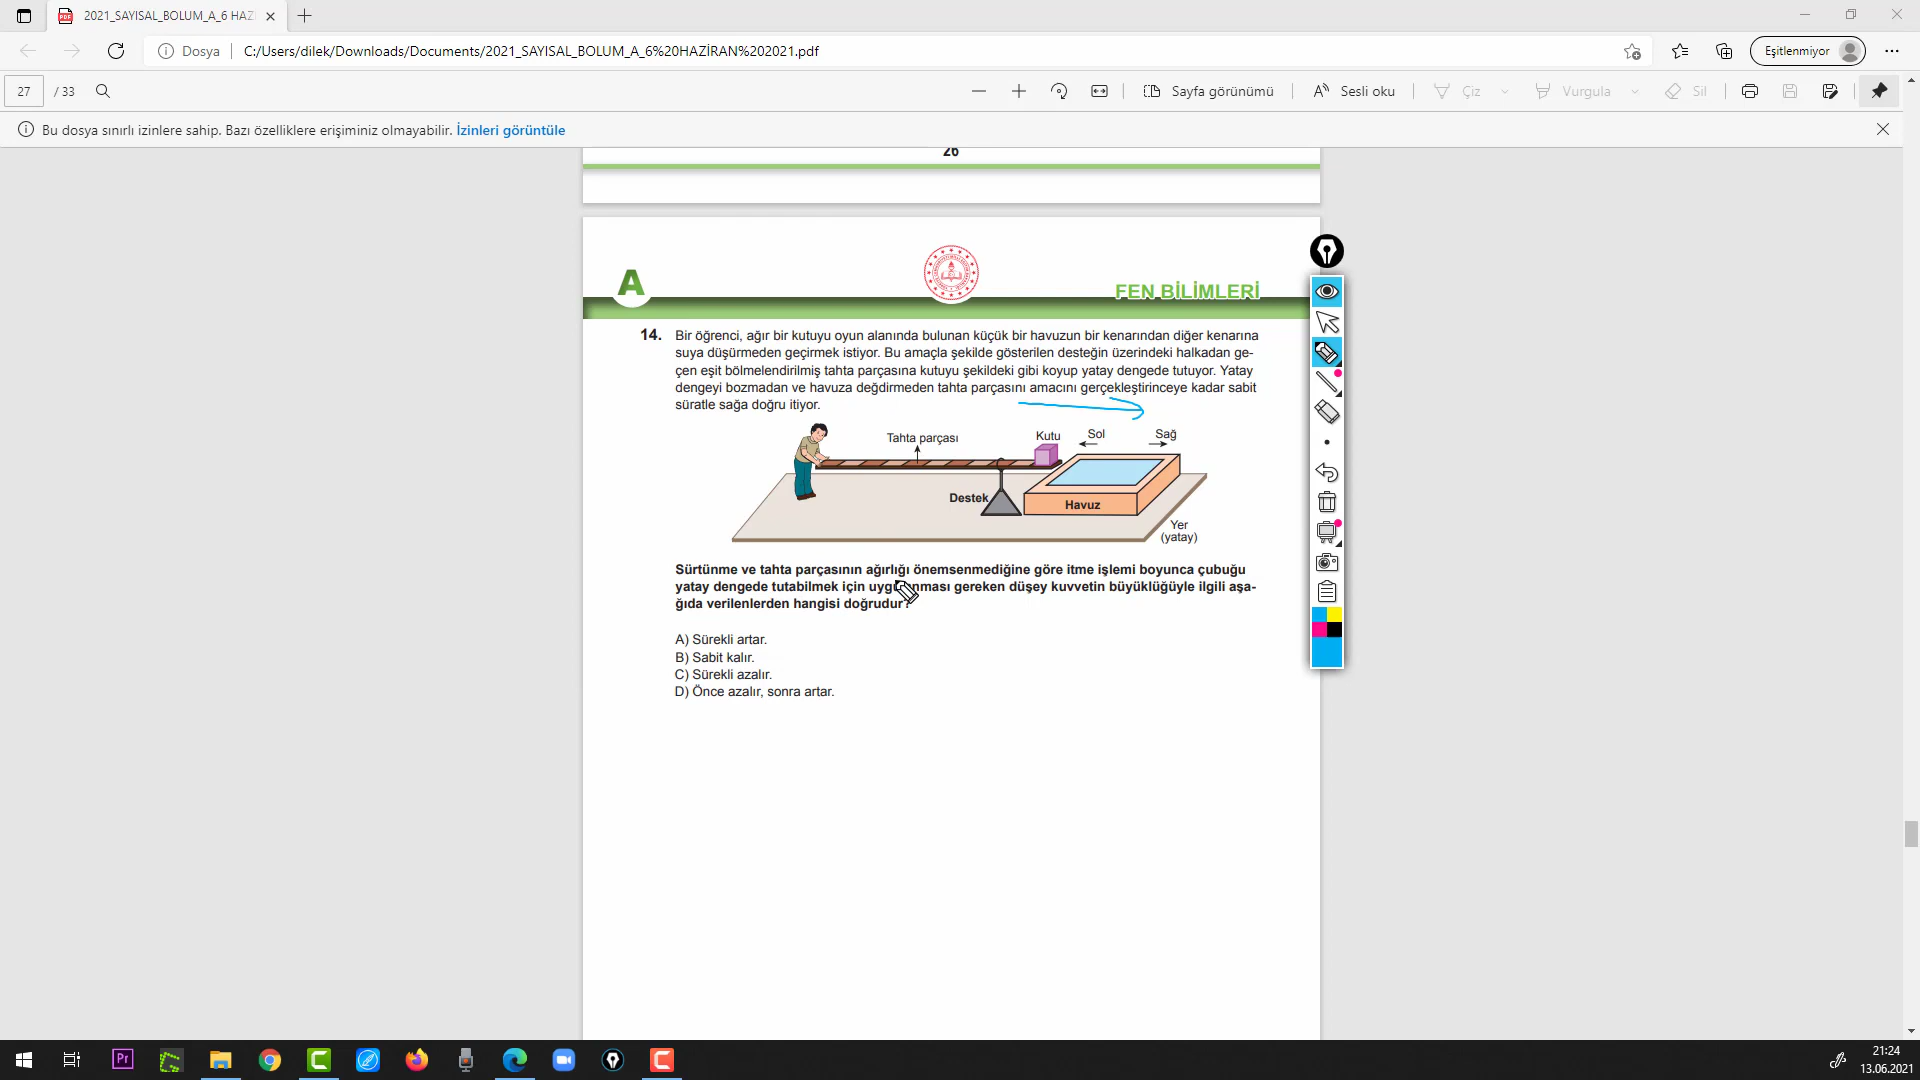 2021_SAYISAL_BOLUM_A_6 HAZ
Dosya
C:/Users/dilek/Downloads/Documents/2021_SAYISAL_BOLUM_A_6%20HAZİRAN%202021.pdf
Eşitlenmiyor
27 / 33
Sayfa görünümü
Sesli oku
Çiz
Vurgula
Sil
Bu dosya sınırlı izinlere sahip. Bazı özelliklere erişiminiz olmayabilir. İzinleri görüntüle
26
A
FEN BİLİMLERİ
14. Bir öğrenci, ağır bir kutuyu oyun alanında bulunan küçük bir havuzun bir kenarından diğer kenarına
suya düşürmeden geçirmek istiyor. Bu amaçla şekilde gösterilen desteğin üzerindeki halkadan ge-
çen eşit bölmelendirilmiş tahta parçasına kutuyu şekildeki gibi koyup yatay dengede tutuyor. Yatay
dengeyi bozmadan ve havuza değdirmeden tahta parçasını amacını gerçekleştirinceye kadar sabit
süratle sağa doğru itiyor.
Tahta parçası
Kutu
Sol
Sağ
Destek
Havuz
Yer
(yatay)
Sürtünme ve tahta parçasının ağırlığı önemsenmediğine göre itme işlemi boyunca çubuğu
yatay dengede tutabilmek için uygulanması gereken düşey kuvvetin büyüklüğüyle ilgili aşa-
ğıda verilenlerden hangisi doğrudur?
A) Sürekli artar.
B) Sabit kalır.
C) Sürekli azalır.
D) Önce azalır, sonra artar.
Pr
21:24
13.06.2021